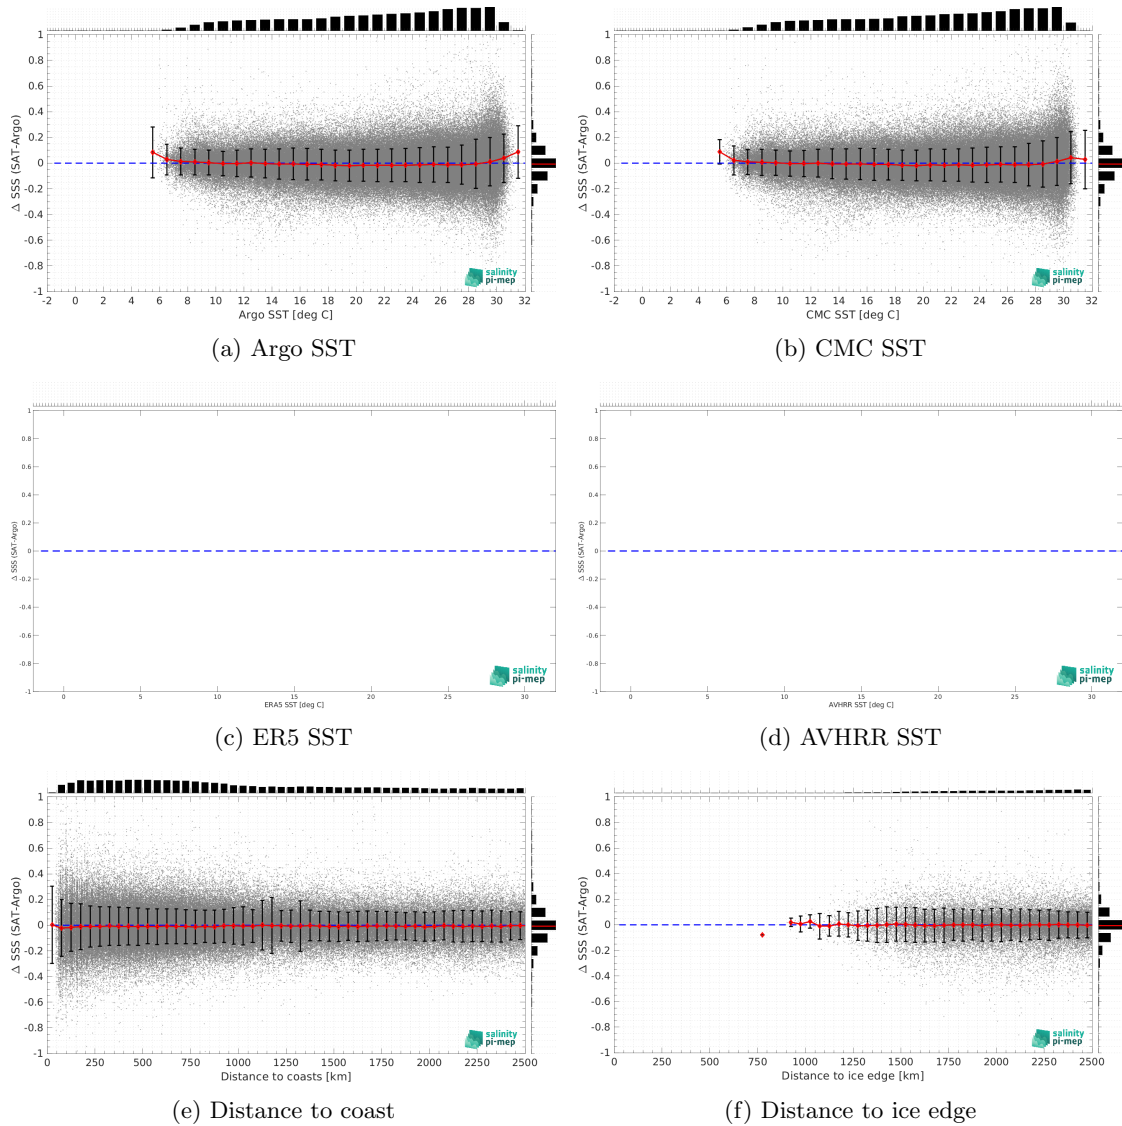 1
0.8
0.6
0.4
0.2
0
-0.2
-0.4
-0.6
-0.8
-1
Δ SSS (SAT-Argo)
salinity
pi-mep
-2 0 2 4 6 8 10 12 14 16 18 20 22 24 26 28 30 32
Argo SST [deg C]
(a) Argo SST
1
0.8
0.6
0.4
0.2
0
-0.2
-0.4
-0.6
-0.8
-1
Δ SSS (SAT-Argo)
salinity
pi-mep
-2 0 2 4 6 8 10 12 14 16 18 20 22 24 26 28 30 32
CMC SST [deg C]
(b) CMC SST
1
0.8
0.6
0.4
0.2
0
-0.2
-0.4
-0.6
-0.8
-1
Δ SSS (SAT-Argo)
salinity
pi-mep
0 5 10 15 20 25 30
ERA5 SST [deg C]
(c) ER5 SST
1
0.8
0.6
0.4
0.2
0
-0.2
-0.4
-0.6
-0.8
-1
Δ SSS (SAT-Argo)
salinity
pi-mep
0 5 10 15 20 25 30
AVHRR SST [deg C]
(d) AVHRR SST
1
0.8
0.6
0.4
0.2
0
-0.2
-0.4
-0.6
-0.8
-1
Δ SSS (SAT-Argo)
salinity
pi-mep
0 250 500 750 1000 1250 1500 1750 2000 2250 2500
Distance to coasts [km]
(e) Distance to coast
1
0.8
0.6
0.4
0.2
0
-0.2
-0.4
-0.6
-0.8
-1
Δ SSS (SAT-Argo)
salinity
pi-mep
0 250 500 750 1000 1250 1500 1750 2000 2250 2500
Distance to ice edge [km]
(f) Distance to ice edge